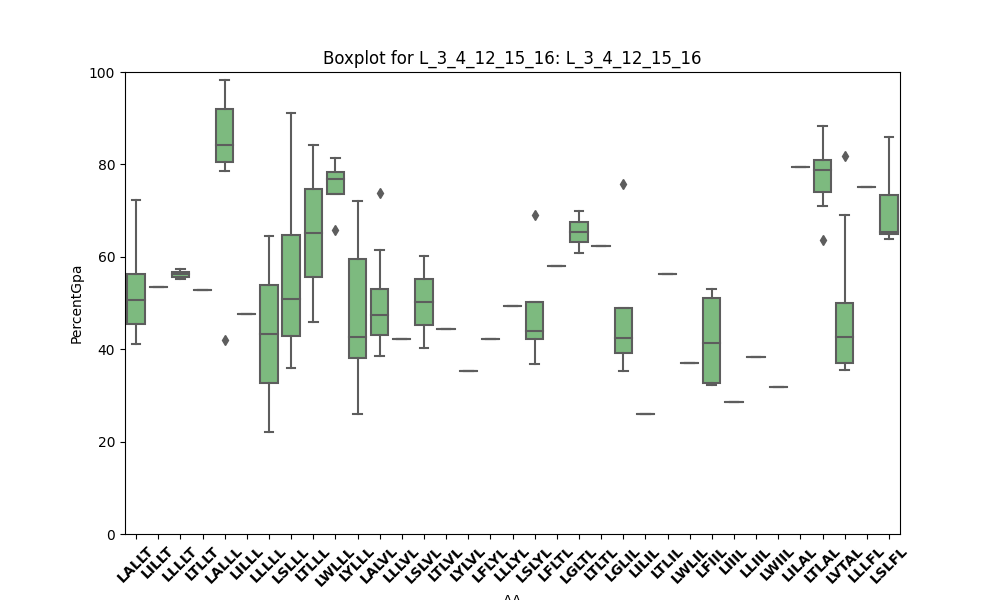 Boxplot for L_3_4_12_15_16: L_3_4_12_15_16
PercentGpa
100
80
60
40
20
0
LALLT LILLT LLLLT LTLLT LALLL LILLL LLLLL LSLLL LTLLL LWLLL LYLLL LALVL LLLVL LSLVL LTLVL LYLVL LFLYL LLLYL LSLYL LFLTL LGLTL LTLTL LGLIL LILIL LTLIL LWLIL LFIIL LIIIL LLIIL LWIIL LILAL LTLAL LVTAL LLLFL LSLFL
AA